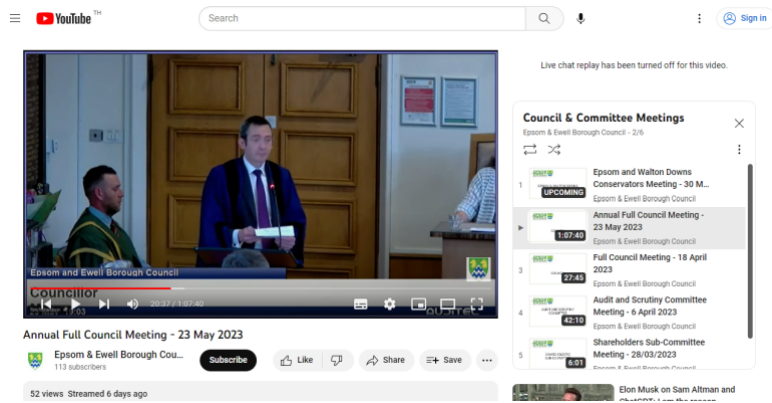 YouTube TH
Search
Sign in
Live chat replay has been turned off for this video.
Council & Committee Meetings
Epsom & Ewell Borough Council - 2/6
1
UPCOMING
Epsom and Walton Downs
Conservators Meeting - 30 M...
Epsom & Ewell Borough Council
1:07:40
Annual Full Council Meeting -
23 May 2023
Epsom & Ewell Borough Council
3
27:45
Full Council Meeting - 18 April
2023
Epsom & Ewell Borough Council
4
42:10
Audit and Scrutiny Committee
Meeting - 6 April 2023
Epsom & Ewell Borough Council
5
6:01
Shareholders Sub-Committee
Meeting - 28/03/2023
Epsom & Ewell Borough Council
Epsom and Ewell Borough Council
Councillor
20:37 / 1:07:40
Annual Full Council Meeting - 23 May 2023
Epsom & Ewell Borough Cou...
113 subscribers
Subscribe
Like
Share
Save
52 views Streamed 6 days ago
Elon Musk on Sam Altman and